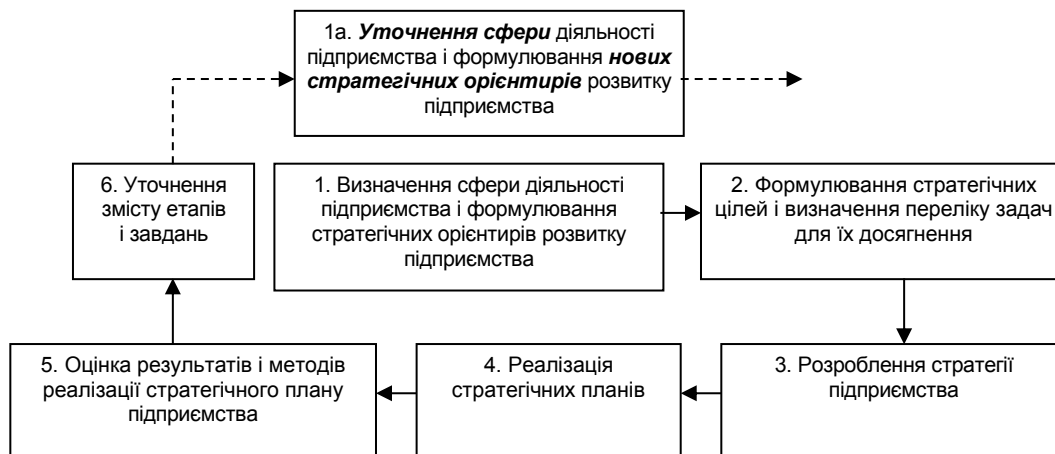 1а. Уточнення сфери діяльності
підприємства і формулювання нових
стратегічних орієнтирів розвитку
підприємства
6. Уточнення
змісту етапів
і завдань
1. Визначення сфери діяльності
підприємства і формулювання
стратегічних орієнтирів розвитку
підприємства
2. Формулювання стратегічних
цілей і визначення переліку задач
для їх досягнення
5. Оцінка результатів і методів
реалізації стратегічного плану
підприємства
4. Реалізація
стратегічних планів
3. Розроблення стратегії
підприємства